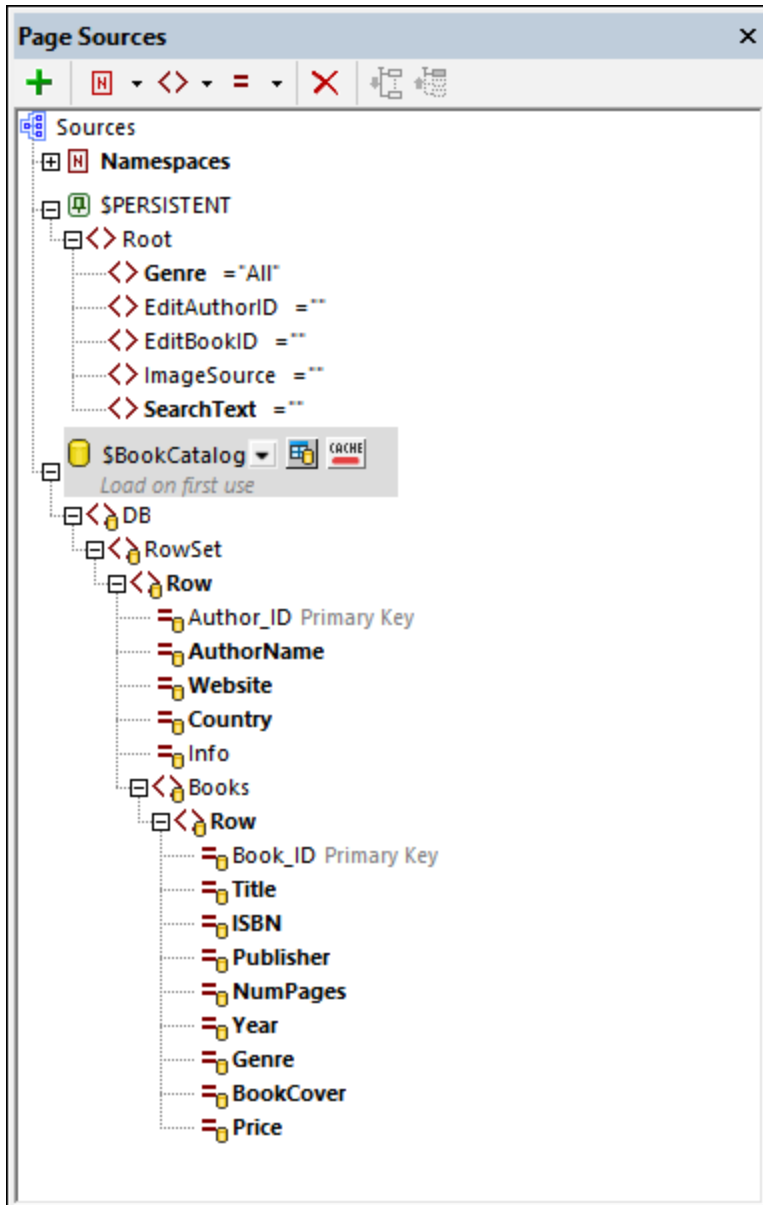 Page Sources
Sources
Namespaces
$PERSISTENT
Root
Genre ="All"
EditAuthorID =""
EditBookID =""
ImageSource =""
SearchText =""
$BookCatalog CACHE
Load on first use
DB
RowSet
Row
Author_ID Primary Key
AuthorName
Website
Country
Info
Books
Row
Book_ID Primary Key
Title
ISBN
Publisher
NumPages
Year
Genre
BookCover
Price